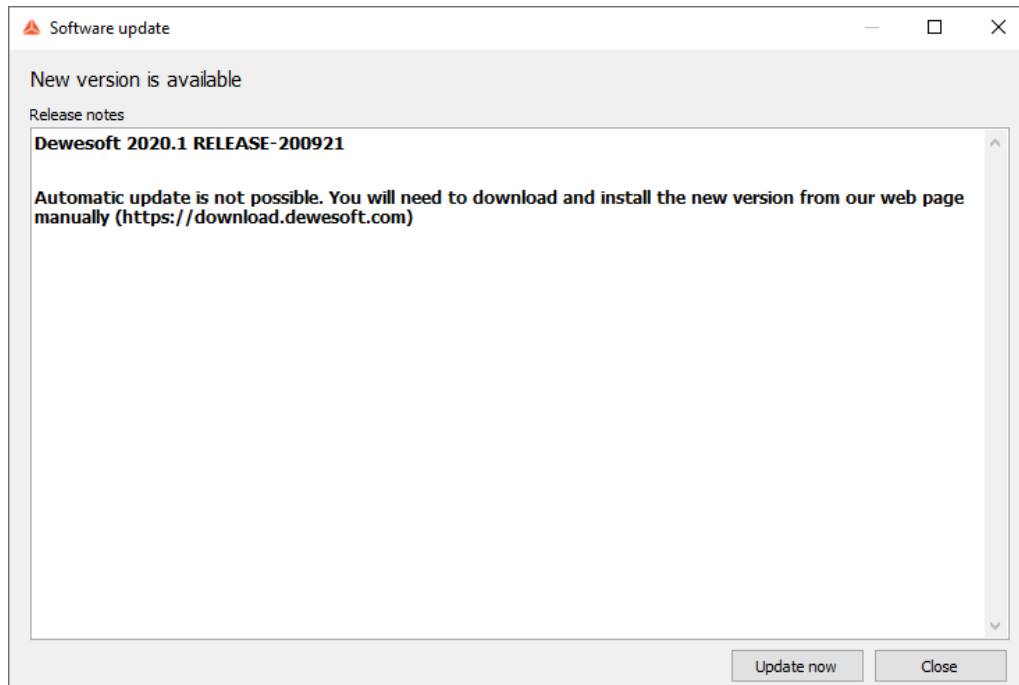 Software update
New version is available
Release notes
Dewesoft 2020.1 RELEASE-200921
Automatic update is not possible. You will need to download and install the new version from our web page
manually (https://download.dewesoft.com)
Update now
Close